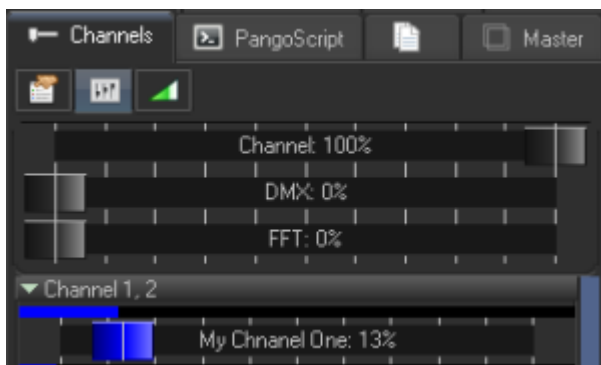 Channels PangoScript Master
Channel: 100%
DMX: 0%
FFT: 0%
Channel 1, 2
My Chnanel One: 13%